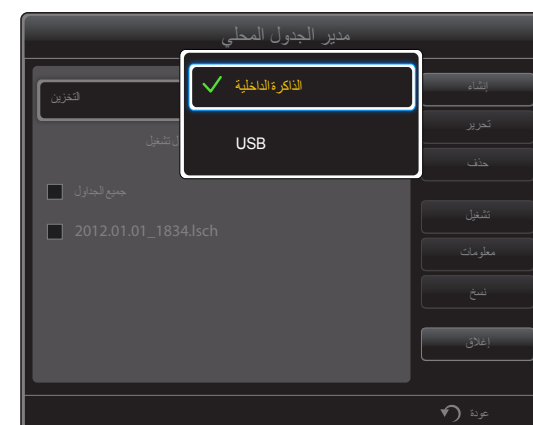 مدير الجدول المحلي
التخزين
الذاكرة الداخلية
USB
تشغيل
جميع الجداول
2012.01.01_1834.lsch
إنشاء
تحرير
حذف
تشغيل
معلومات
نسخ
إغلاق
عودة